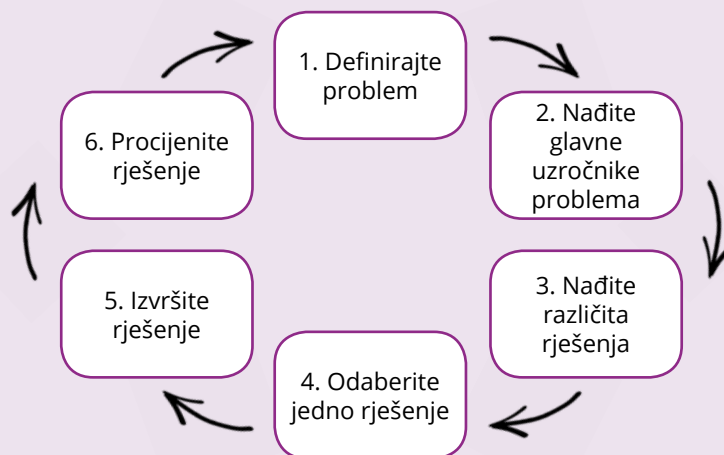 1. Definirajte
problem
2. Nađite
glavne
uzročnike
problema
3. Nađite
različita
rješenja
4. Odaberite
jedno rješenje
5. Izvršite
rješenje
6. Procijenite
rješenje